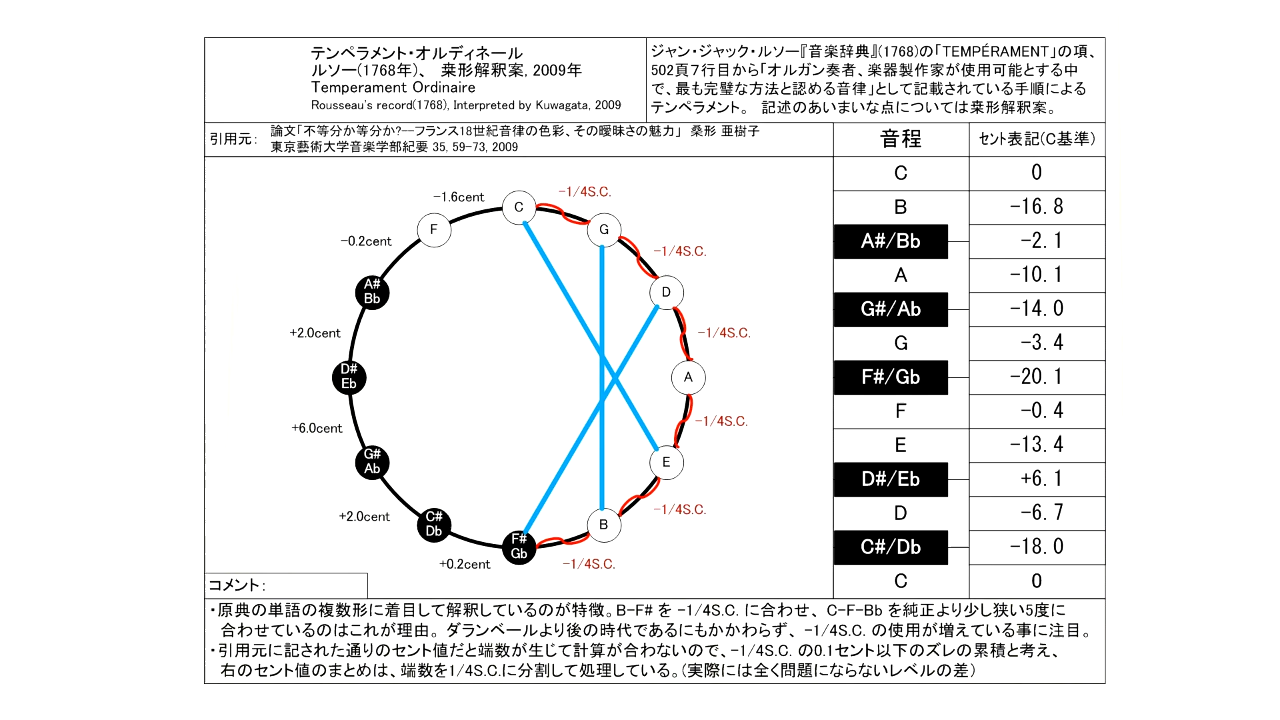 テンペラメント・オルディネール
ルソー(1768年)、 桒形解釈案, 2009年
Temperament Ordinaire
Rousseau's record(1768), Interpreted by Kuwagata, 2009
ジャン・ジャック・ルソー『音楽辞典』(1768)の「TEMPÉRAMENT」の項、
502頁7行目から「オルガン奏者、楽器製作家が使用可能とする中
で、最も完璧な方法と認める音律」として記載されている手順による
テンペラメント。 記述のあいまいな点については桒形解釈案。
引用元:
論文「不等分か等分か?--フランス18世紀音律の色彩、その曖昧さの魅力」 桑形 亜樹子
東京藝術大学音楽学部紀要 35, 59-73, 2009
音程 セント表記(C基準)
C 0
B -16.8
A#/Bb -2.1
A -10.1
G#/Ab -14.0
G -3.4
F#/Gb -20.1
F -0.4
E -13.4
D#/Eb +6.1
D -6.7
C#/Db -18.0
C 0
C
-1/4S.C.
G
-1/4S.C.
D
-1/4S.C.
A
-1/4S.C.
E
-1/4S.C.
B
-1/4S.C.
F#
Gb
+0.2cent
C#
Db
+2.0cent
G#
Ab
+6.0cent
D#
Eb
+2.0cent
A#
Bb
-0.2cent
F
-1.6cent
コメント:
・原典の単語の複数形に着目して解釈しているのが特徴。B-F# を -1/4S.C. に合わせ、 C-F-Bb を純正より少し狭い5度に
合わせているのはこれが理由。 ダランベールより後の時代であるにもかかわらず、 -1/4S.C. の使用が増えている事に注目。
・引用元に記された通りのセント値だと端数が生じて計算が合わないので、-1/4S.C. の0.1セント以下のズレの累積と考え、
右のセント値のまとめは、端数を1/4S.C.に分割して処理している。(実際には全く問題にならないレベルの差)